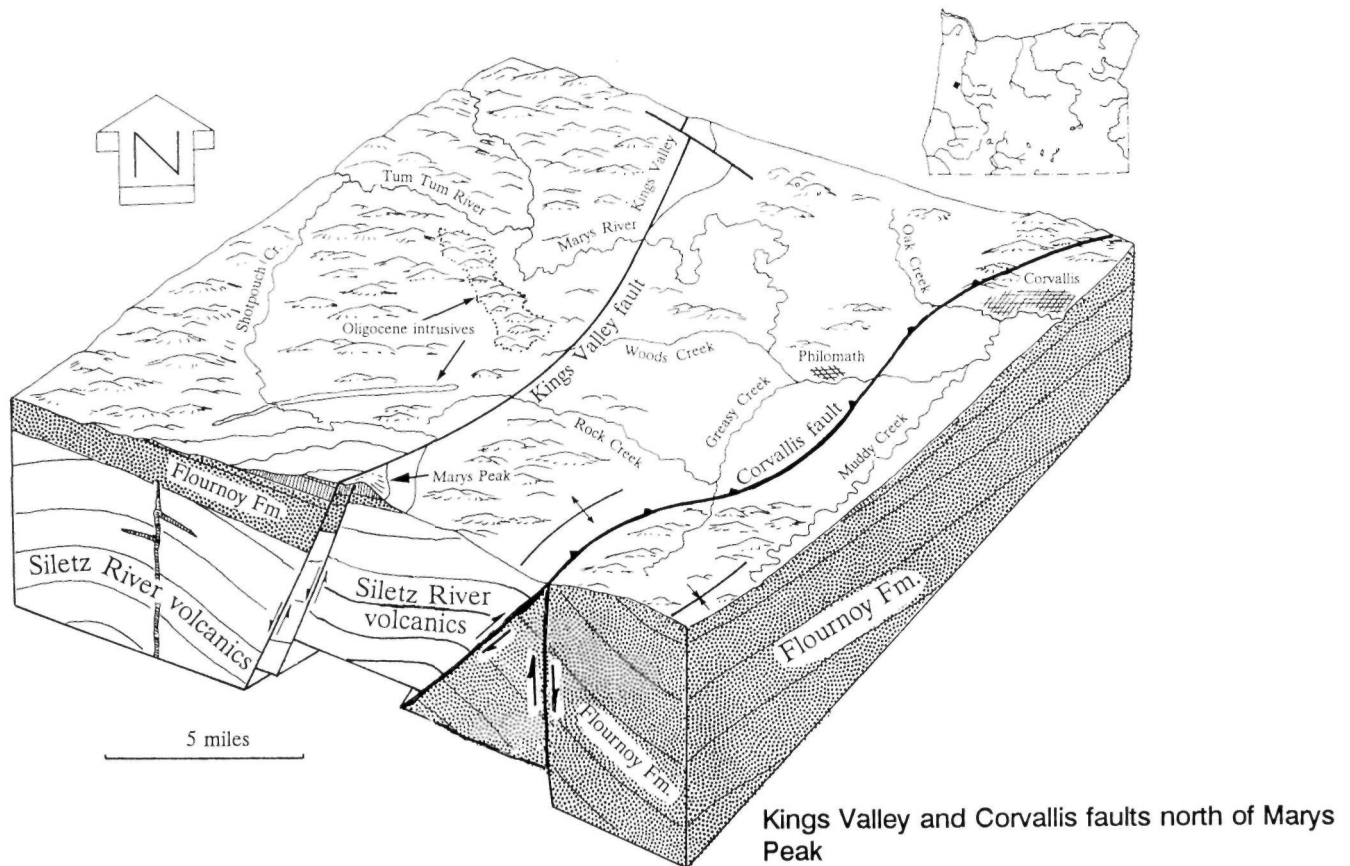 N
Tum Tum River
Kings Valley
Marys River
Shotpouch Cr.
Oak Creek
Corvallis
Oligocene intrusives
Kings Valley fault
Woods Creek
Philomath
Greasy Creek
Rock Creek
Corvallis fault
Muddy Creek
Marys Peak
Flournoy Fm
Siletz River volcanics
Siletz River
volcanics
Flournoy Fm.
Flournoy Fm.
5 miles
Kings Valley and Corvallis faults north of Marys
Peak